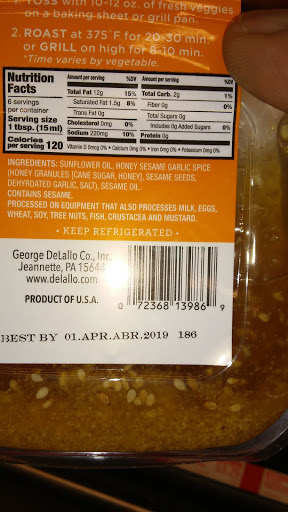 1. TOSS with 10-12 oz. of fresh veggies
on a baking sheet or grill pan.
2. ROAST at 375°F for 20-30 min.
or GRILL on high for 8-10 min.
*Time varies by vegetable.
Nutrition
Facts
6 servings
per container
Serving size
1 tbsp. (15ml)
Calories
per serving 120
Amount per serving %DV
Total Fat 12g 15%
Saturated Fat 1.5g 8%
Trans Fat 0g
Cholesterol 0mg 0%
Sodium 220mg 10%
Amount per serving %DV
Total Carb. 2g 1%
Fiber 0g 0%
Total Sugars 0g
Includes 0g Added Sugars 0%
Protein 0g
Vitamin D 0mcg 0% • Calcium 0mg 0% • Iron 0mg 0% • Potassium 0mg 0%
INGREDIENTS: SUNFLOWER OIL, HONEY SESAME GARLIC SPICE
(HONEY GRANULES [CANE SUGAR, HONEY], SESAME SEEDS,
DEHYDRATED GARLIC, SALT), SESAME OIL.
CONTAINS SESAME.
PROCESSED ON EQUIPMENT THAT ALSO PROCESSES MILK, EGGS,
WHEAT, SOY, TREE NUTS, FISH, CRUSTACEA AND MUSTARD.
• KEEP REFRIGERATED •
George DeLallo Co., Inc.
Jeannette, PA 15644
www.delallo.com
PRODUCT OF U.S.A.
0 72368 13986 9
BEST BY 01.APR.ABR.2019 186